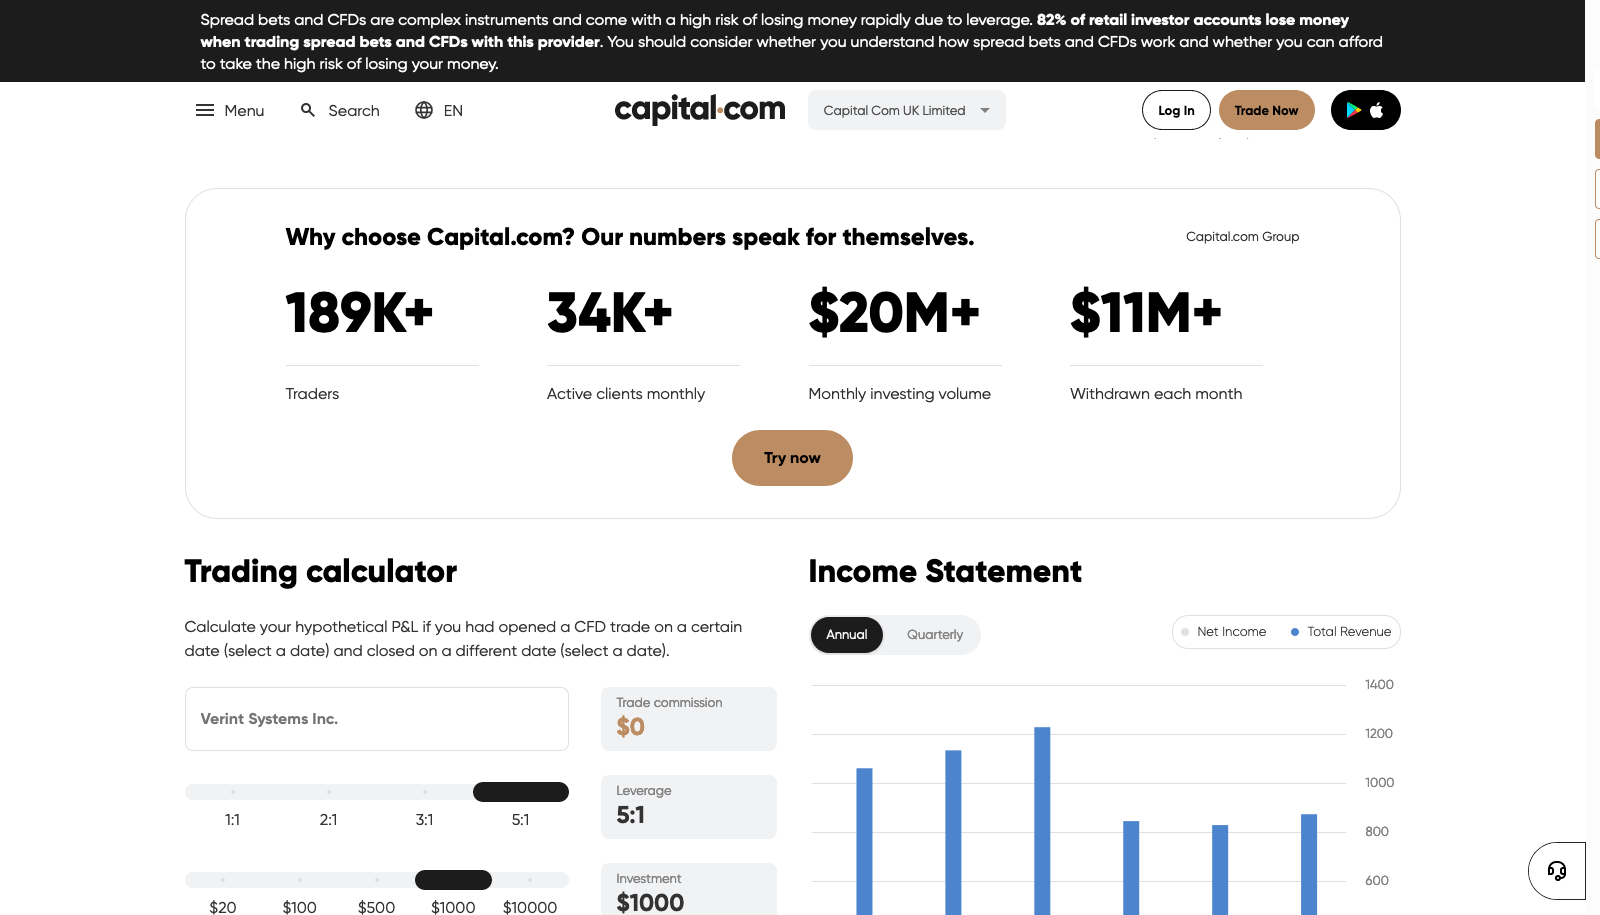 Spread bets and CFDs are complex instruments and come with a high risk of losing money rapidly due to leverage. 82% of retail investor accounts lose money
when trading spread bets and CFDs with this provider. You should consider whether you understand how spread bets and CFDs work and whether you can afford
to take the high risk of losing your money.
Menu Search EN capital.com Capital Com UK Limited Log In Trade Now
Why choose Capital.com? Our numbers speak for themselves. Capital.com Group
189K+ 34K+ $20M+ $11M+
Traders Active clients monthly Monthly investing volume Withdrawn each month
Try now
Trading calculator
Calculate your hypothetical P&L if you had opened a CFD trade on a certain
date (select a date) and closed on a different date (select a date).
Verint Systems Inc.
Trade commission
$0
1:1 2:1 3:1 5:1
Leverage
5:1
$20 $100 $500 $1000 $10000
Investment
$1000
Income Statement
Annual Quarterly Net Income Total Revenue
1400
1200
1000
800
600